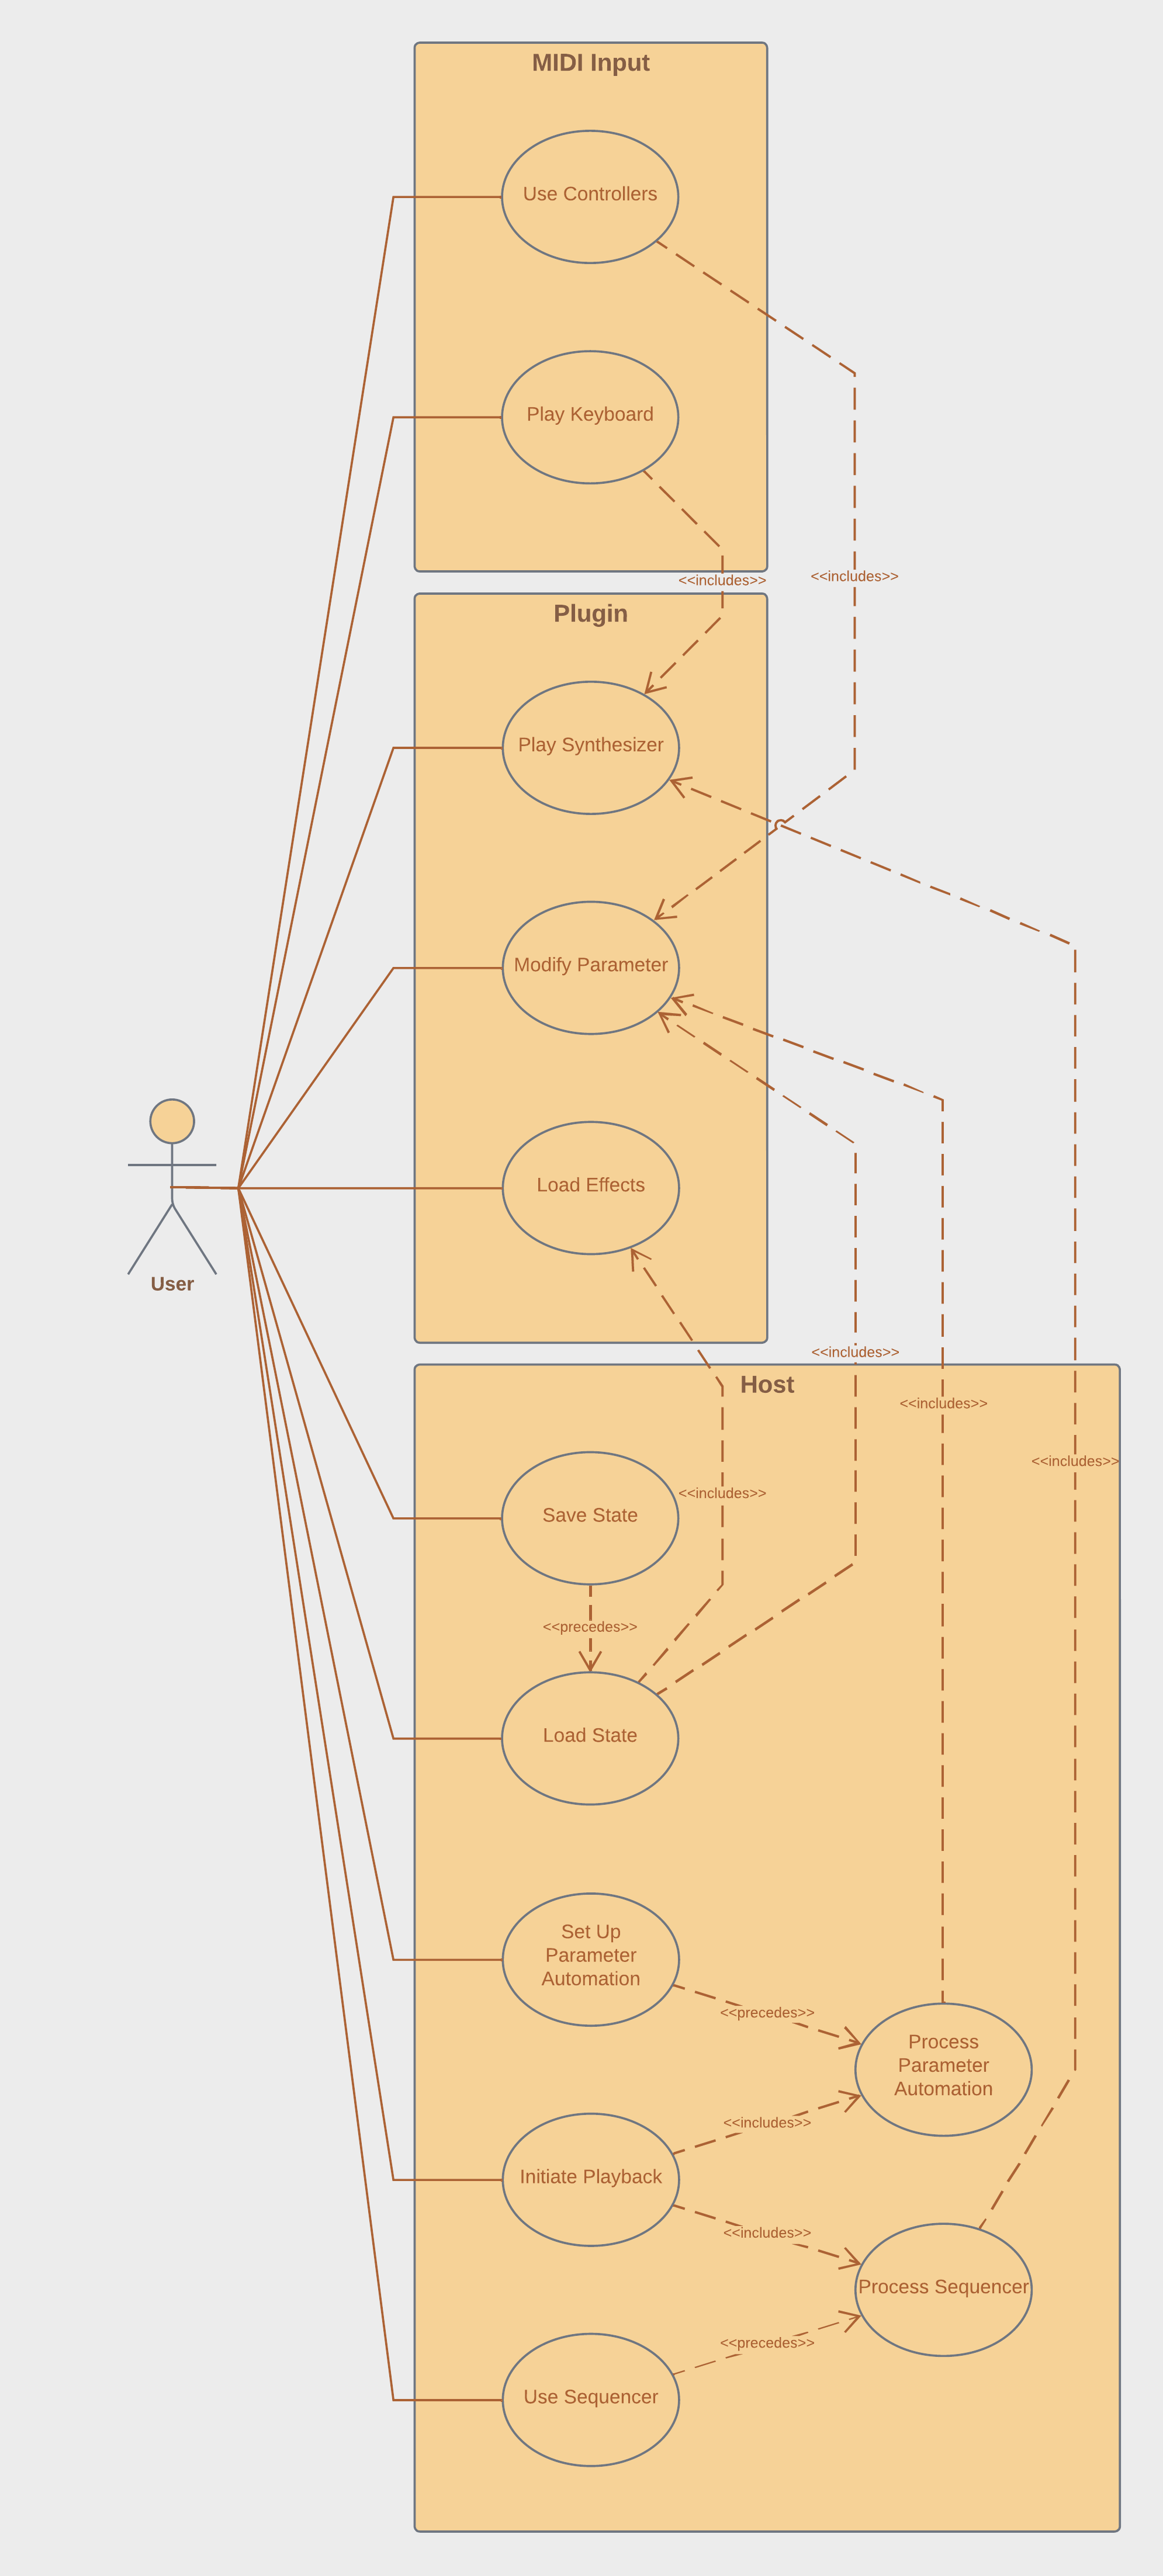 MIDI Input
Use Controllers
Play Keyboard
<<includes>>
<<includes>>
Plugin
Play Synthesizer
Modify Parameter
Load Effects
User
<<includes>>
Host
<<includes>>
<<includes>>
<<includes>>
Save State
<<precedes>>
Load State
Set Up
Parameter
Automation
<<precedes>>
Process
Parameter
Automation
<<includes>>
Initiate Playback
<<includes>>
Process Sequencer
<<precedes>>
Use Sequencer